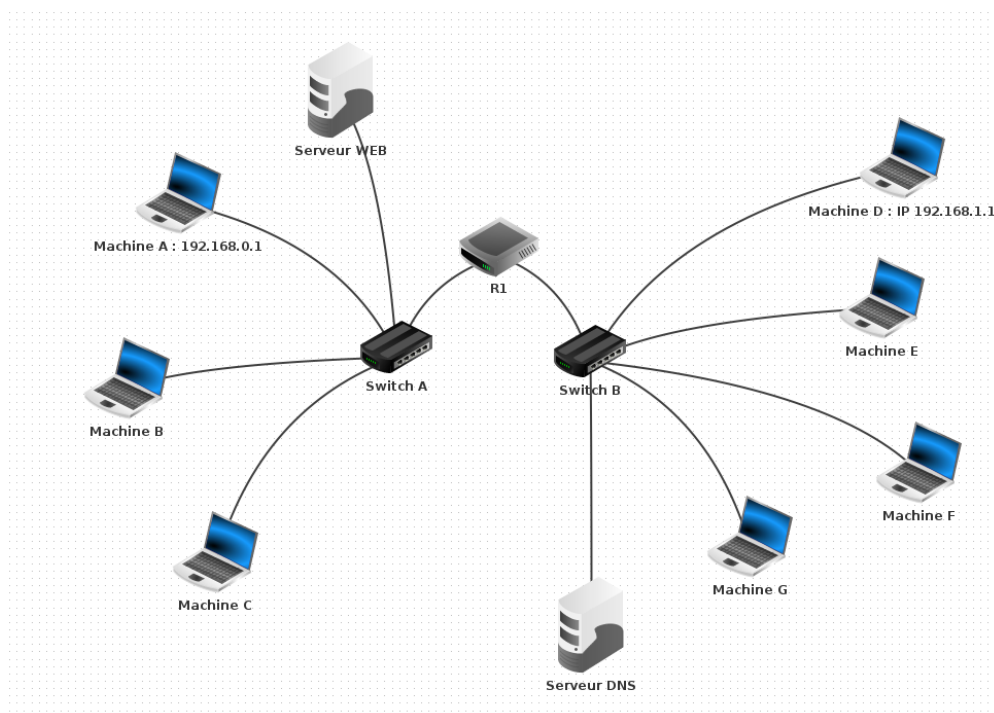 Serveur WEB
Machine A : 192.168.0.1
Machine D : IP 192.168.1.1
R1
Machine E
Switch A
Switch B
Machine B
Machine F
Machine G
Machine C
Serveur DNS